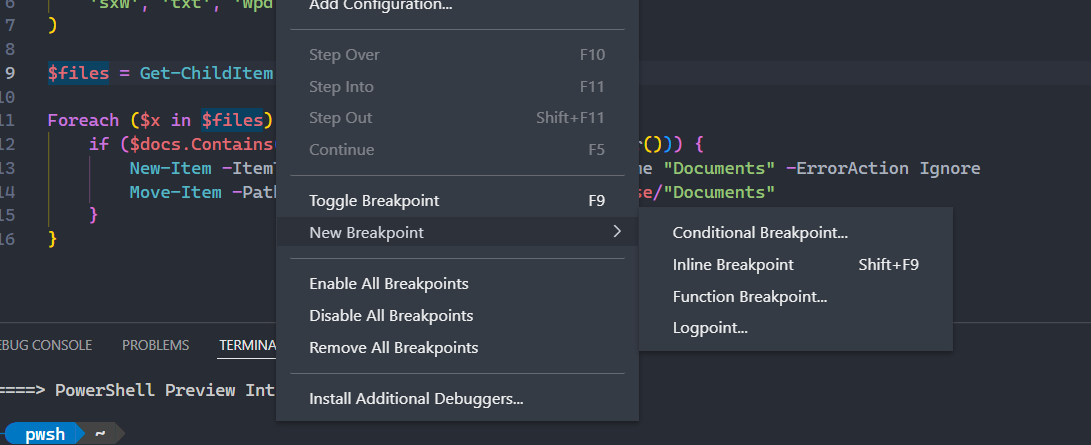 6 'sxw', 'txt', 'wpd
7 )
8
9 $files = Get-ChildItem
10
11 Foreach ($x in $files)
12 if ($docs.Contains( r())) {
13 New-Item -ItemT e "Documents" -ErrorAction Ignore
14 Move-Item -Path se/"Documents"
15 }
16 }
Add Configuration...
Step Over F10
Step Into F11
Step Out Shift+F11
Continue F5
Toggle Breakpoint F9
New Breakpoint
Enable All Breakpoints
Disable All Breakpoints
Remove All Breakpoints
Install Additional Debuggers...
Conditional Breakpoint...
Inline Breakpoint Shift+F9
Function Breakpoint...
Logpoint...
EBUG CONSOLE PROBLEMS TERMINA
====> PowerShell Preview Int
pwsh ~